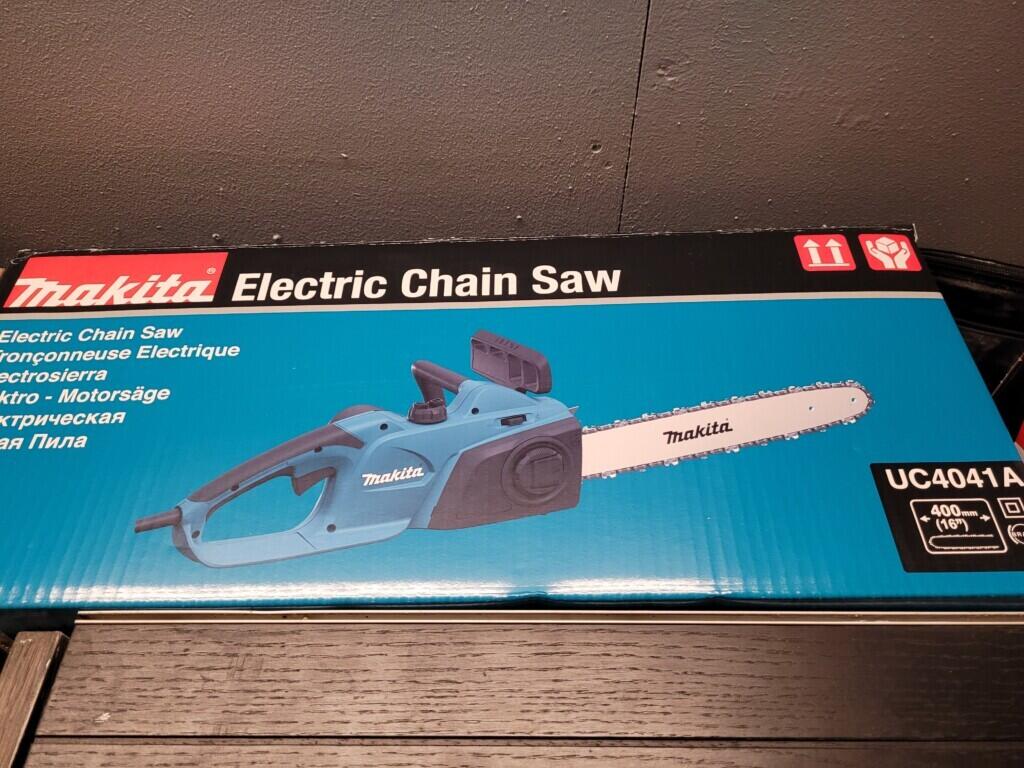 makita® Electric Chain Saw
Electric Chain Saw
Tronçonneuse Electrique
ectrosierra
ktro - Motorsäge
ктрическая
ая Пила
makita
makita
UC4041A
400mm
(16")